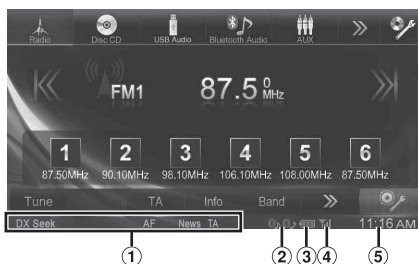 Radio Disc CD USB Audio Bluetooth Audio AUX
FM1 87.50 MHz
1 2 3 4 5 6
87.50MHz 90.10MHz 98.10MHz 106.10MHz 108.00MHz 87.50MHz
Tune TA Info Band
DX Seek AF News TA 11:16 AM
1 2 3 4 5